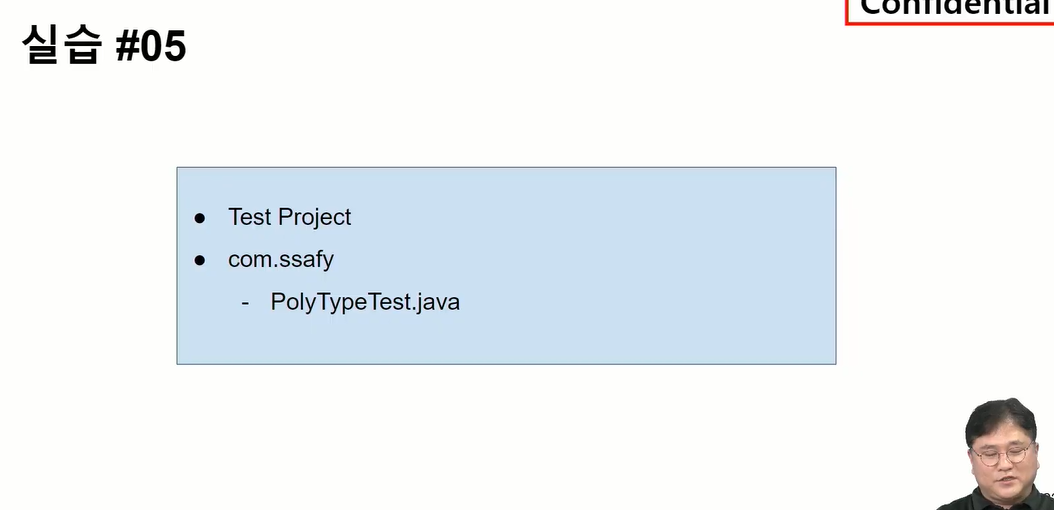 Confidential
실습 #05
● Test Project
● com.ssafy
- PolyTypeTest.java